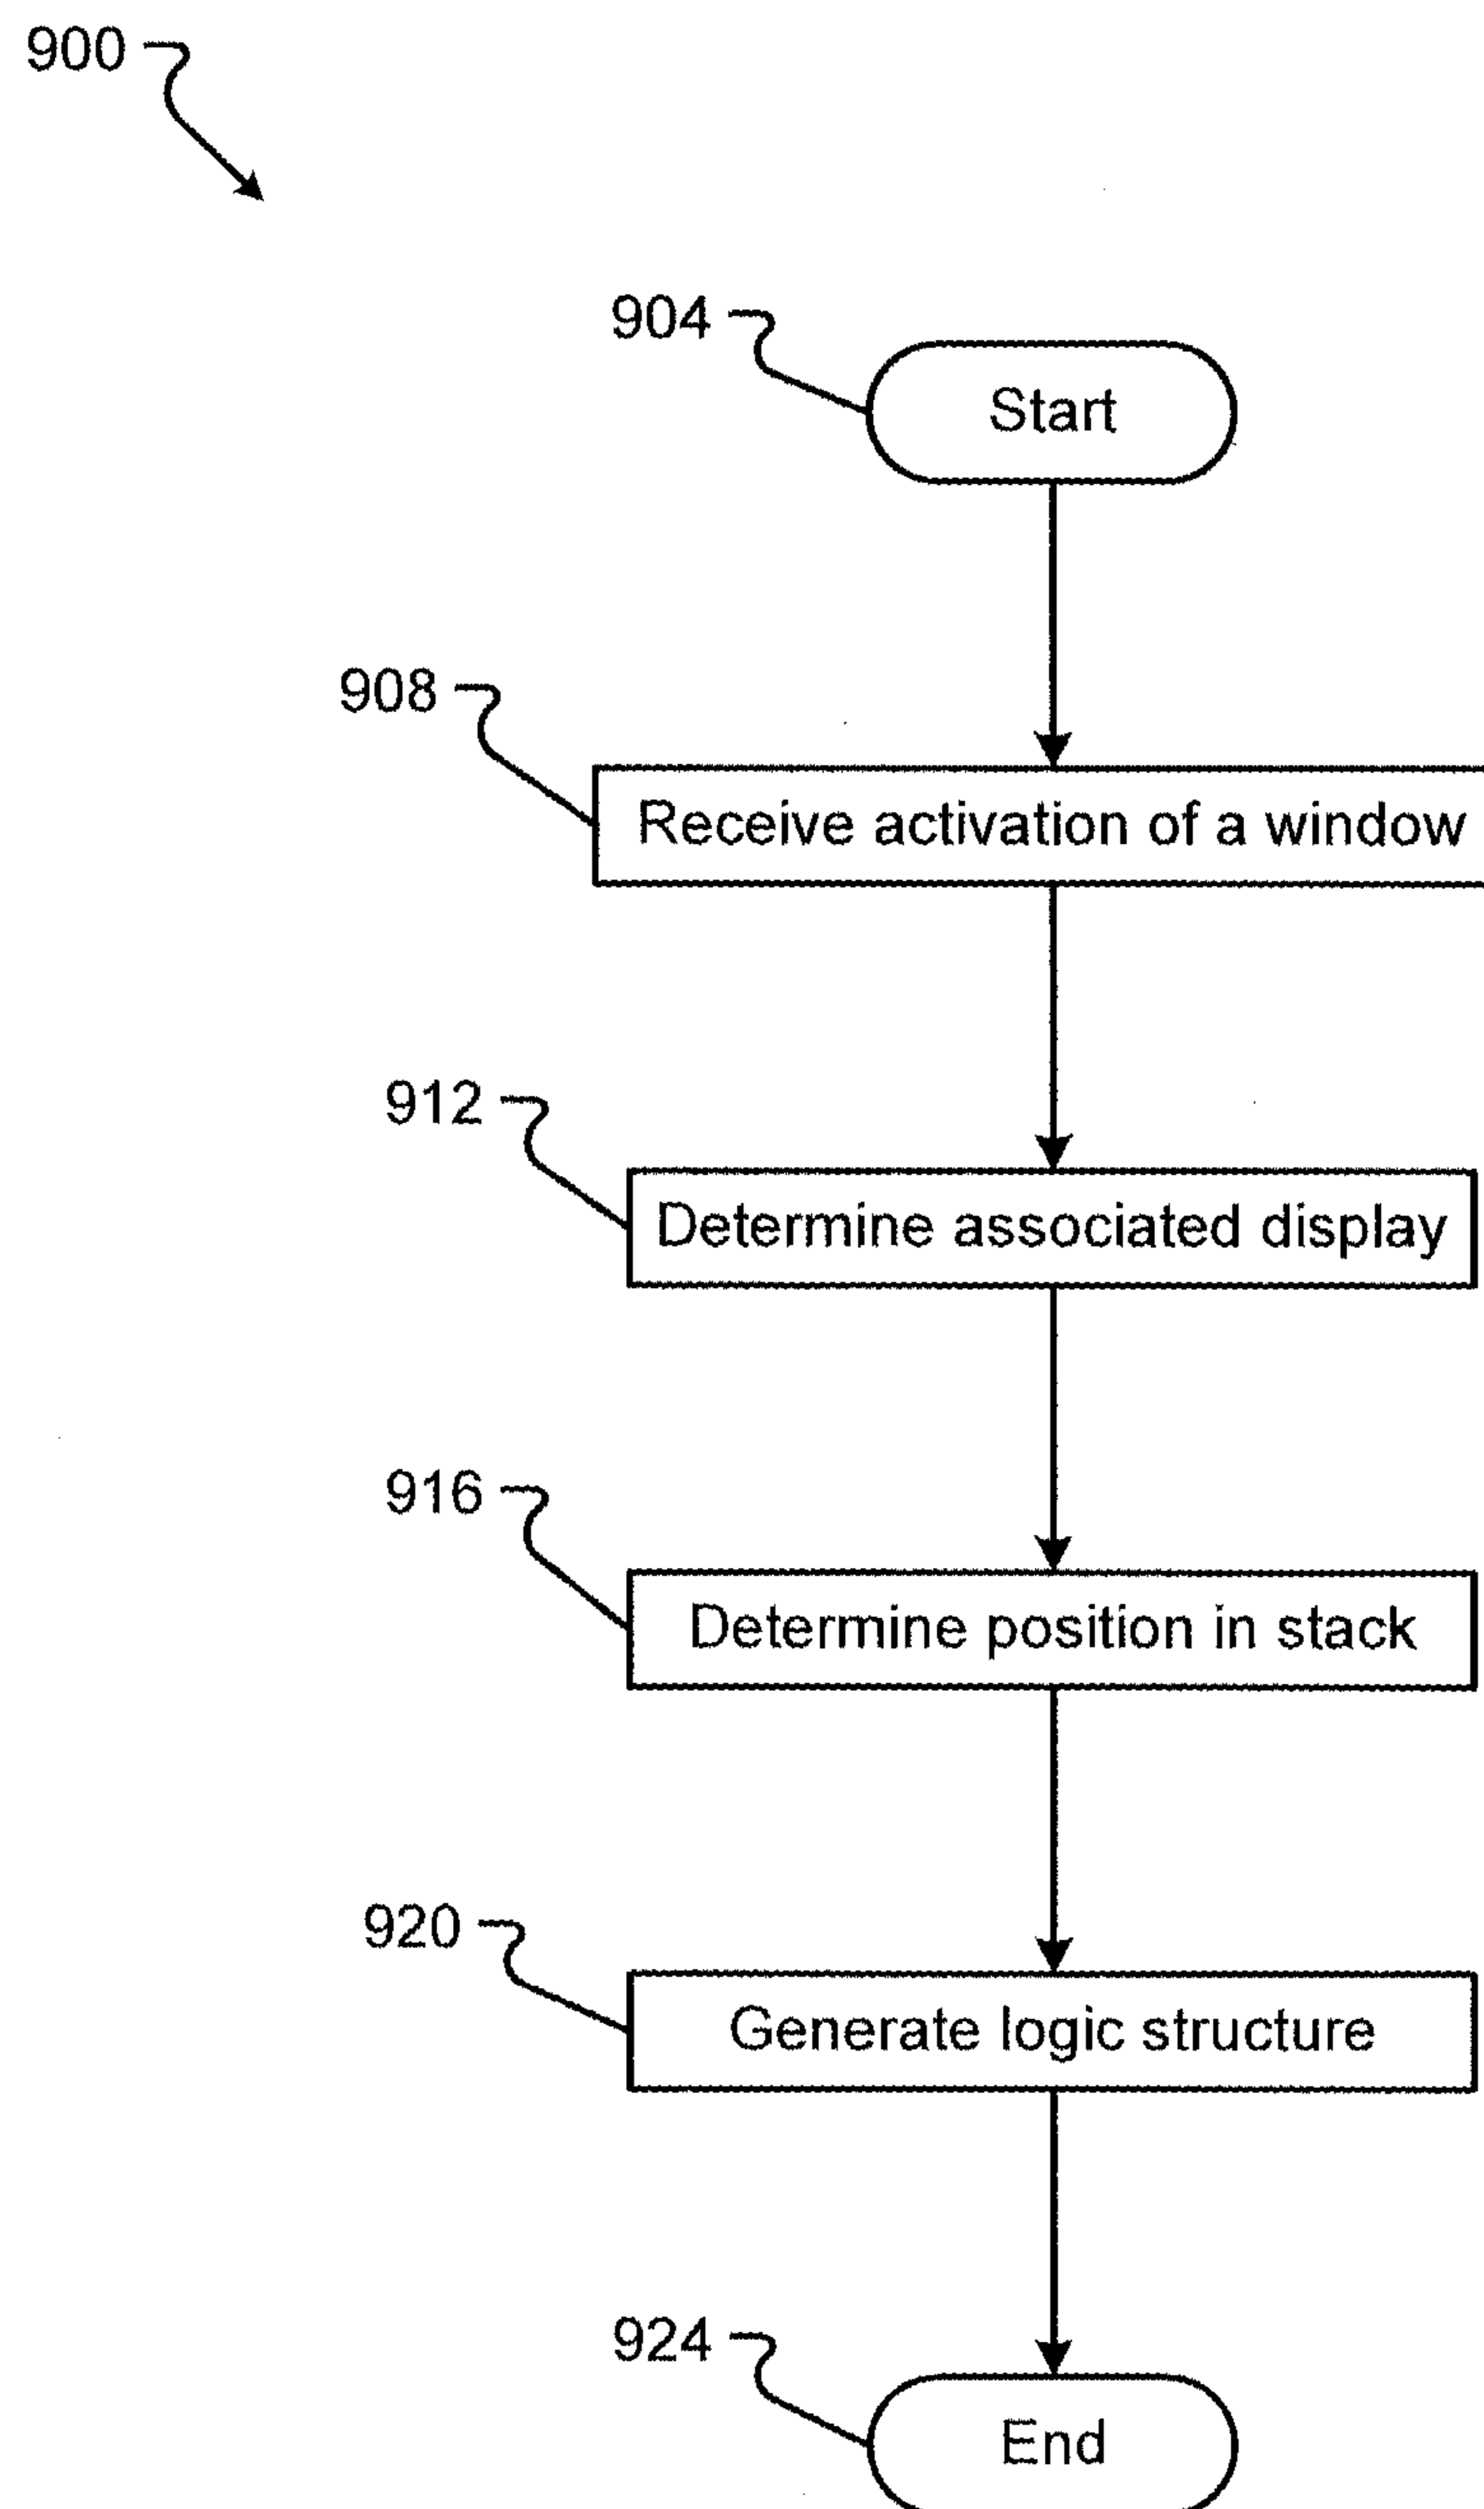 900
904
Start
908
Receive activation of a window
912
Determine associated display
916
Determine position in stack
920
Generate logic structure
924
End